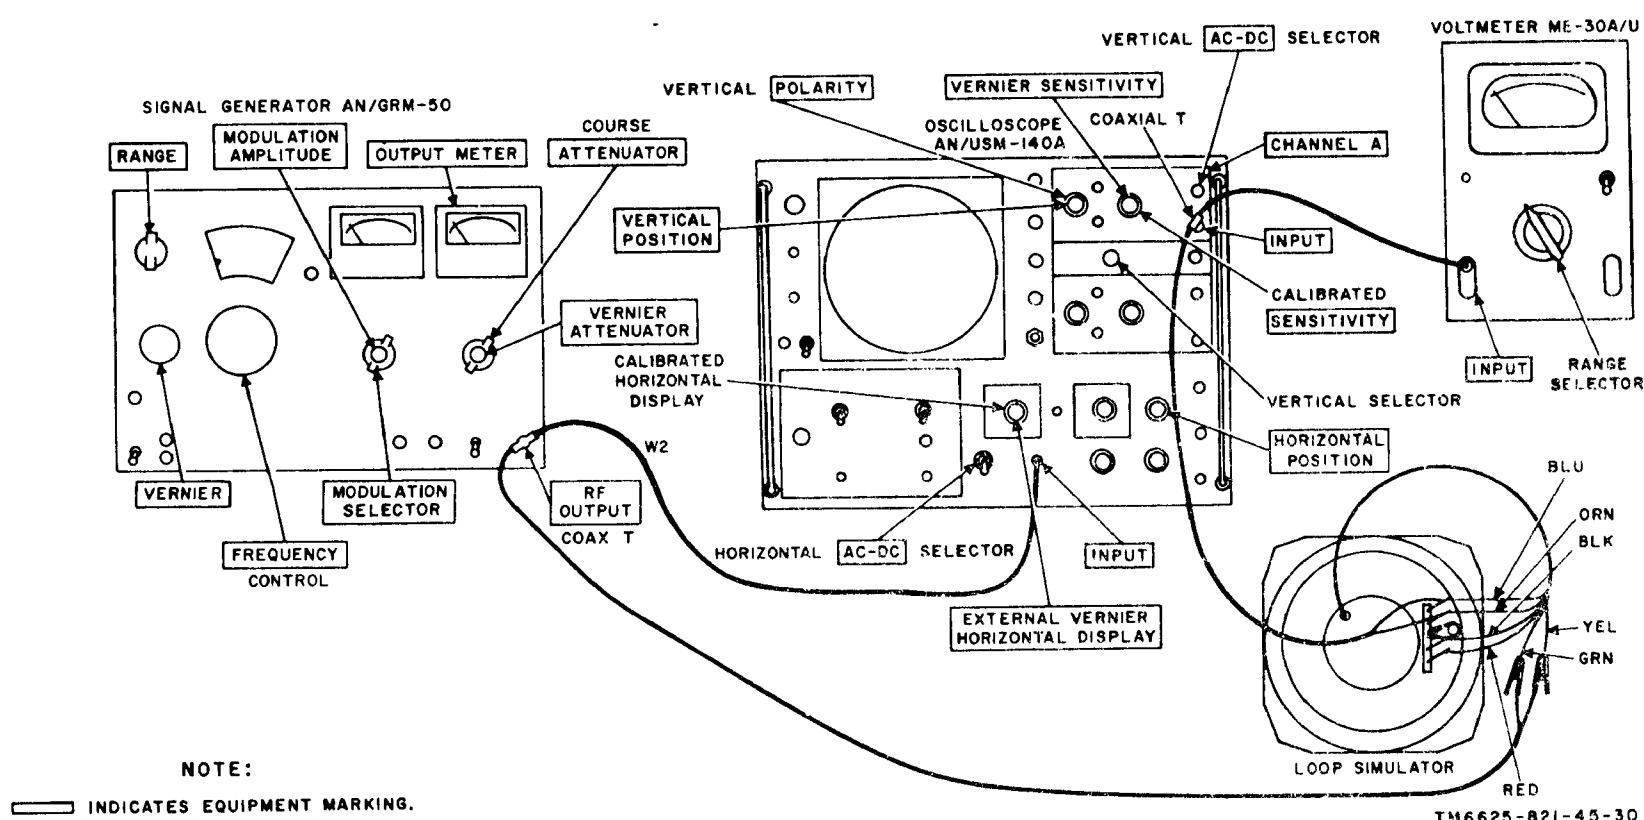 VOLTMETER ME-30A/U
VERTICAL AC-DC SELECTOR
VERTICAL POLARITY
VERNIER SENSITIVITY
SIGNAL GENERATOR AN/GRM-50
COURSE
ATTENUATOR
MODULATION
AMPLITUDE
RANGE
OUTPUT METER
OSCILLOSCOPE
AN/USM-140A
COAXIAL T
CHANNEL A
VERTICAL
POSITION
INPUT
VERNIER
ATTENUATOR
CALIBRATED
SENSITIVITY
CALIBRATED
HORIZONTAL
DISPLAY
INPUT
RANGE
SELECTOR
VERTICAL SELECTOR
HORIZONTAL
POSITION
W2
VERNIER
MODULATION
SELECTOR
RF
OUTPUT
COAX T
BLU
ORN
BLK
FREQUENCY
CONTROL
HORIZONTAL AC-DC SELECTOR
INPUT
EXTERNAL VERNIER
HORIZONTAL DISPLAY
YEL
GRN
LOOP SIMULATOR
RED
NOTE:
INDICATES EQUIPMENT MARKING.
TM6625-821-45-30